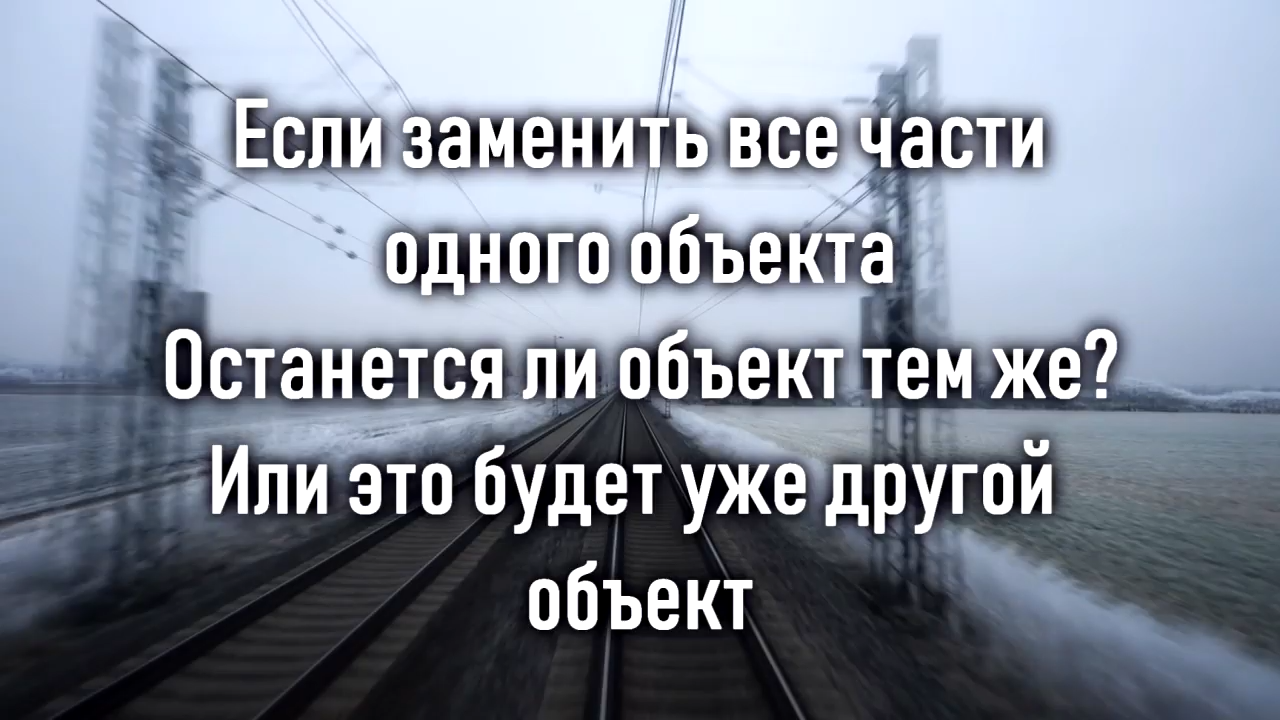 Если заменить все части
одного объекта
Останется ли объект тем же?
Или это будет уже другой
объект